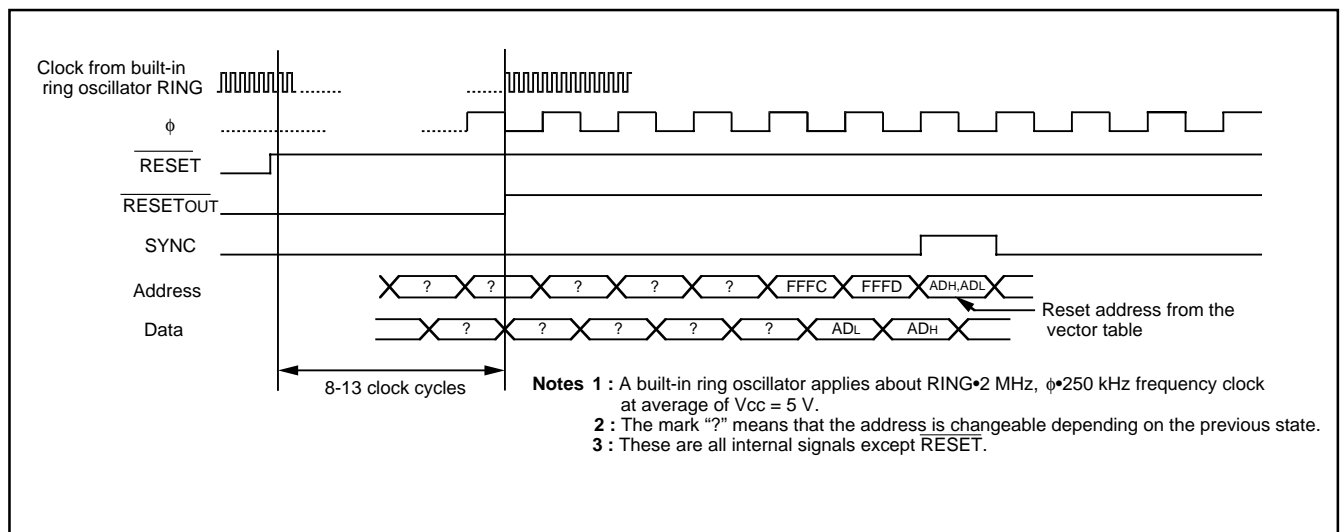 Clock from built-in
ring oscillator RING
φ
RESET
RESETOUT
SYNC
Address
? ? ? ? ? FFFC FFFD ADH,ADL
Reset address from the
vector table
Data
? ? ? ? ? ADL ADH
8-13 clock cycles
Notes 1 : A built-in ring oscillator applies about RING•2 MHz, φ•250 kHz frequency clock
at average of Vcc = 5 V.
2 : The mark “?” means that the address is changeable depending on the previous state.
3 : These are all internal signals except RESET.